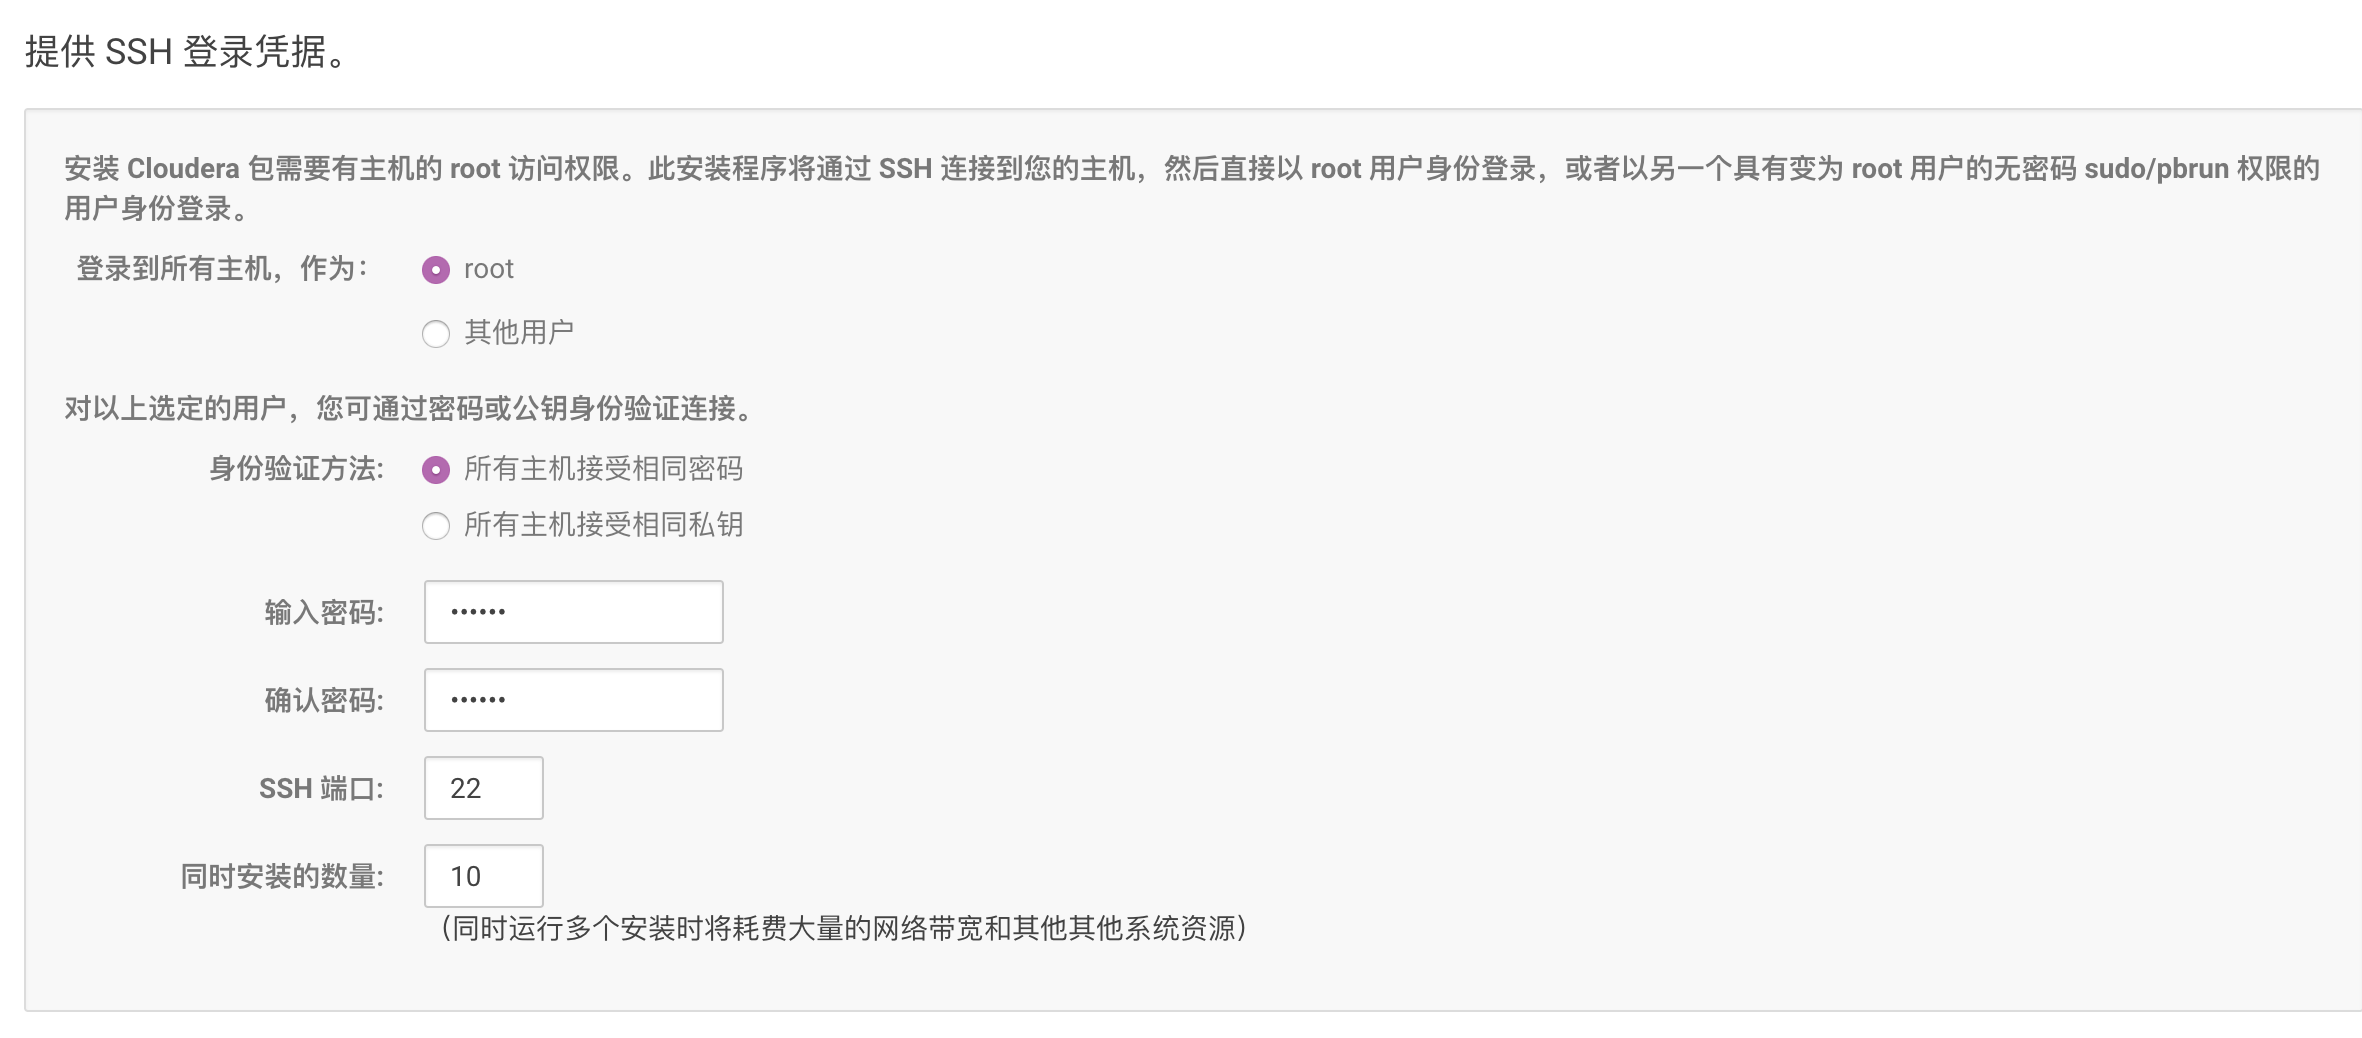 提供 SSH 登录凭据。
安装 Cloudera 包需要有主机的 root 访问权限。此安装程序将通过 SSH 连接到您的主机，然后直接以 root 用户身份登录，或者以另一个具有变为 root 用户的无密码 sudo/pbrun 权限的
用户身份登录。
登录到所有主机，作为： root
其他用户
对以上选定的用户，您可通过密码或公钥身份验证连接。
身份验证方法: 所有主机接受相同密码
所有主机接受相同私钥
输入密码: ••••••
确认密码: ••••••
SSH 端口: 22
同时安装的数量: 10
（同时运行多个安装时将耗费大量的网络带宽和其他其他系统资源）